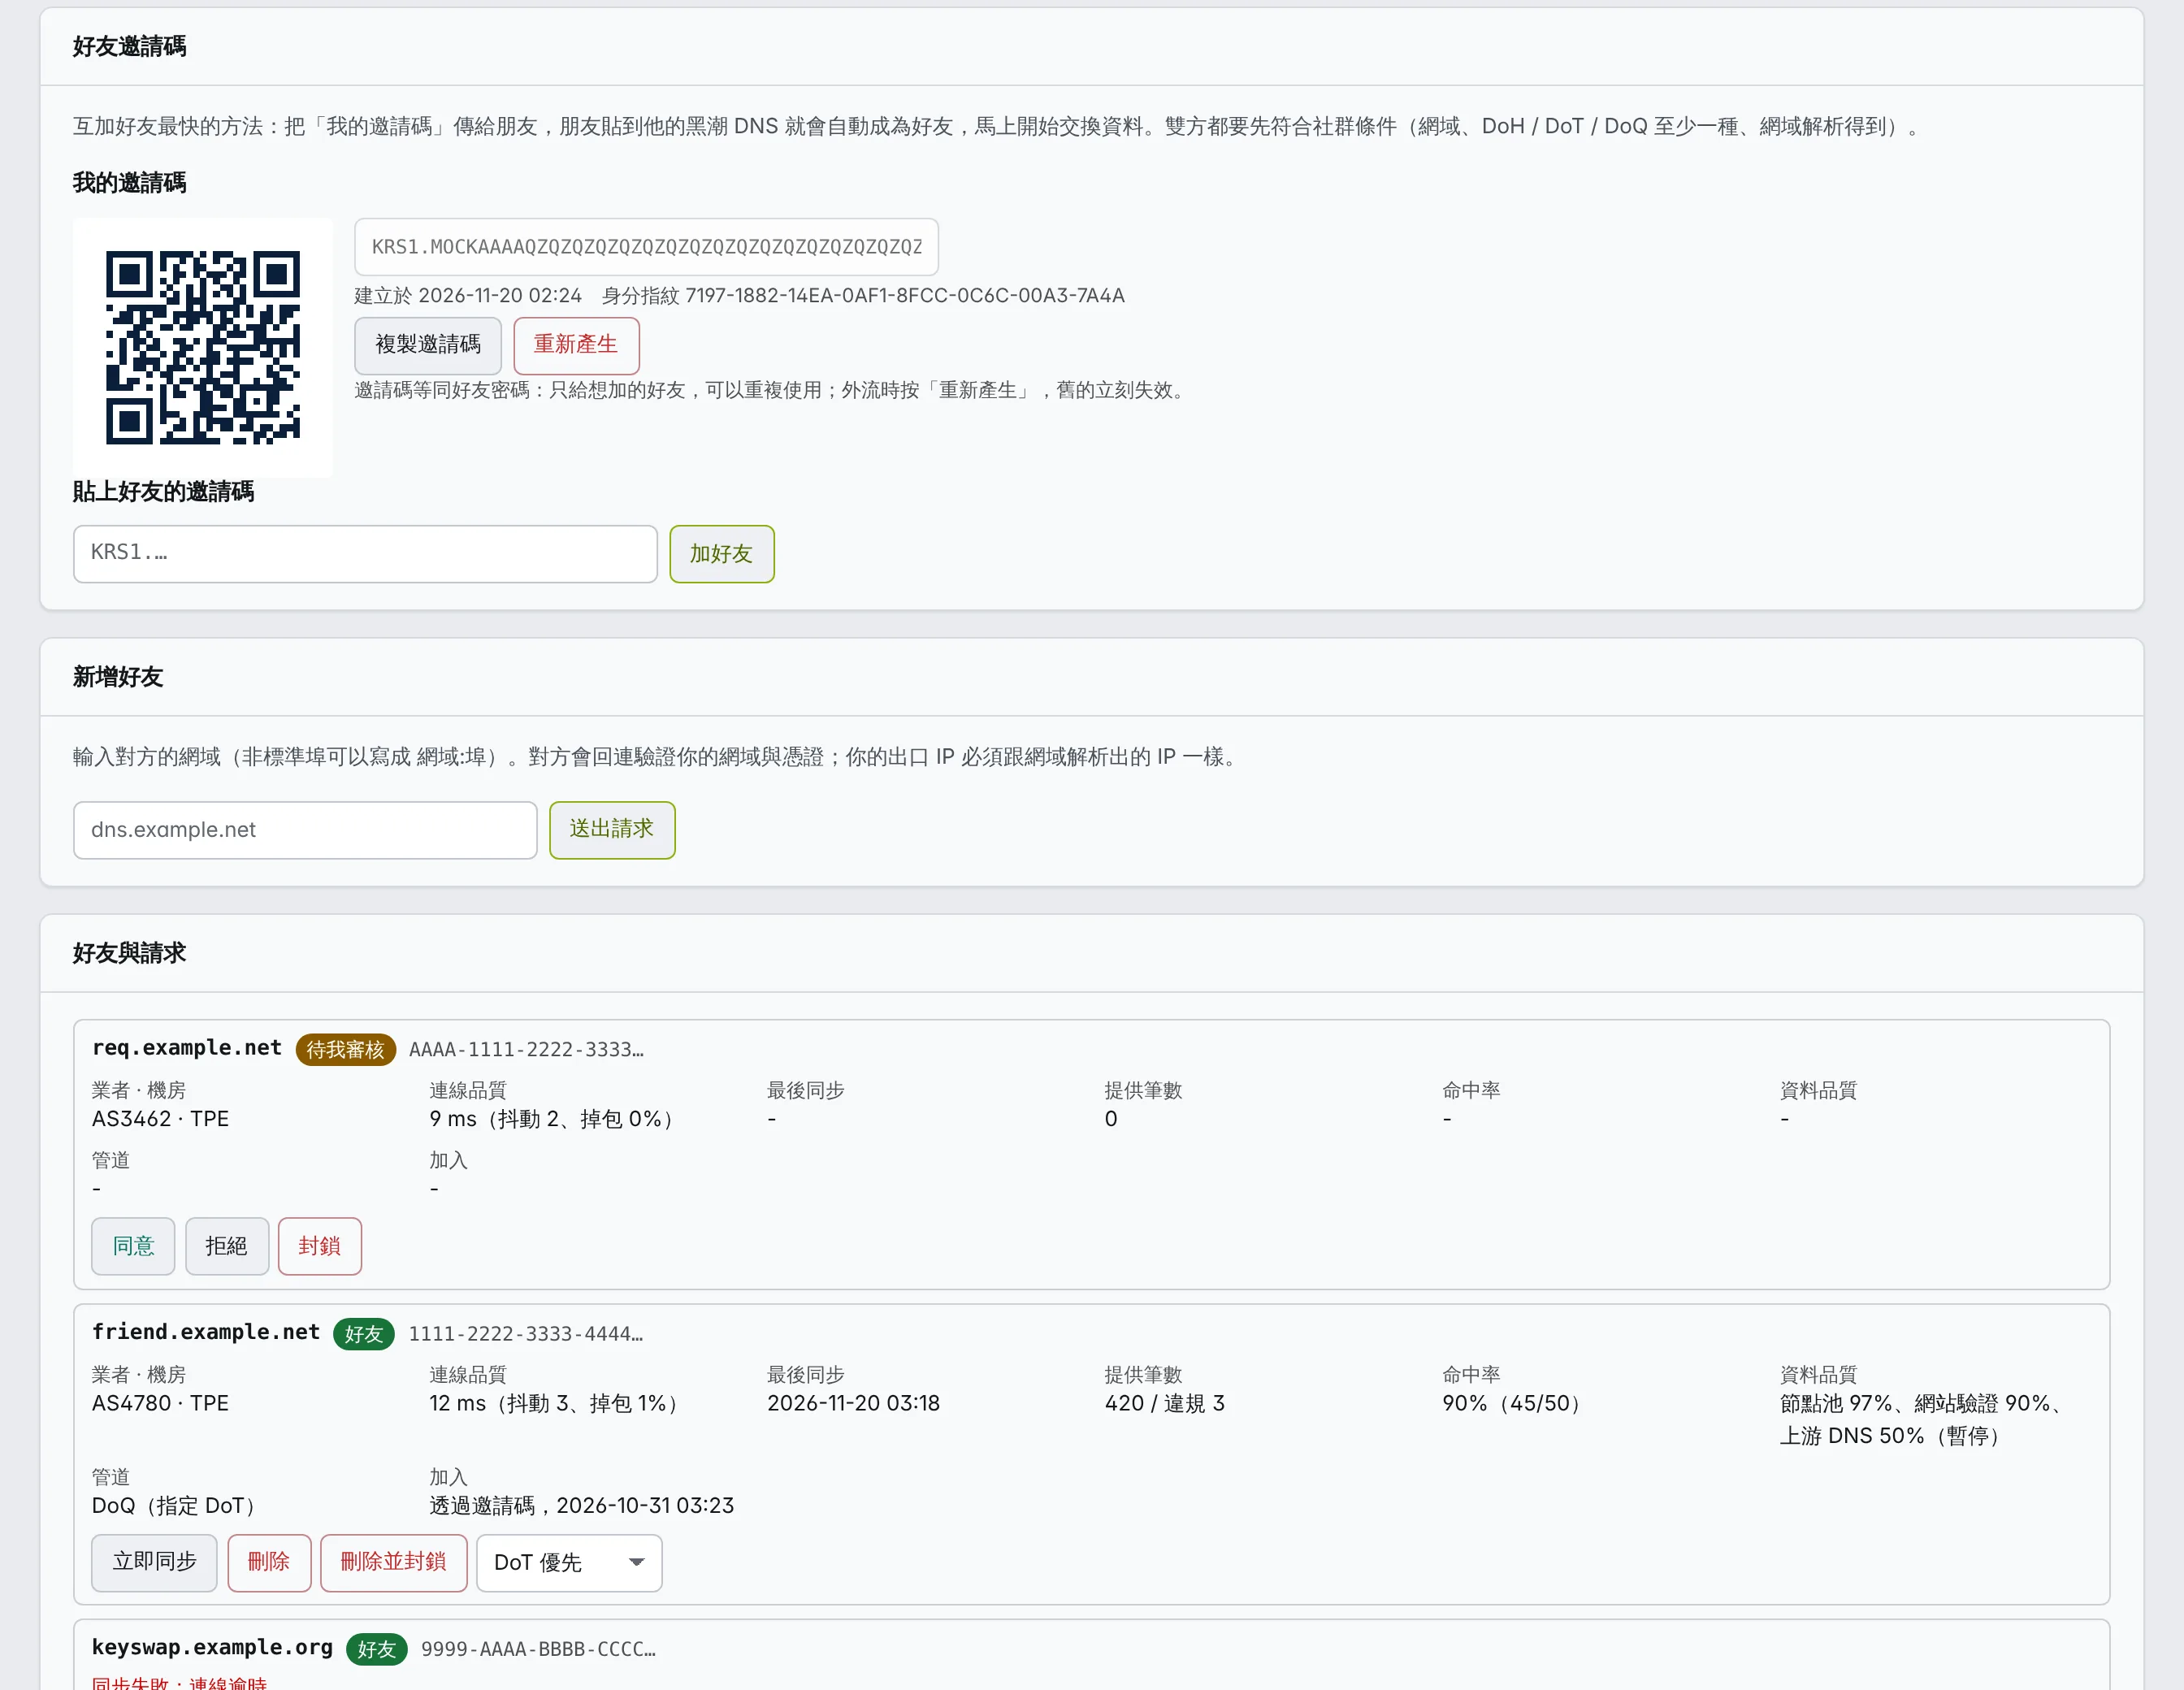 好友邀請碼
互加好友最快的方法：把「我的邀請碼」傳給朋友，朋友貼到他的黑潮 DNS 就會自動成為好友，馬上開始交換資料。雙方都要先符合社群條件（網域、DoH / DoT / DoQ 至少一種、網域解析得到）。
我的邀請碼
KRS1.MOCKAAAAQZQZQZQZQZQZQZQZQZQZQZQZQZQZQZQZQZ
建立於 2026-11-20 02:24 身分指紋 7197-1882-14EA-0AF1-8FCC-0C6C-00A3-7A4A
複製邀請碼 重新產生
邀請碼等同好友密碼：只給想加的好友，可以重複使用；外流時按「重新產生」，舊的立刻失效。
貼上好友的邀請碼
KRS1.… 加好友
新增好友
輸入對方的網域（非標準埠可以寫成 網域:埠）。對方會回連驗證你的網域與憑證；你的出口 IP 必須跟網域解析出的 IP 一樣。
dns.example.net 送出請求
好友與請求
req.example.net 待我審核 AAAA-1111-2222-3333…
業者 · 機房 連線品質 最後同步 提供筆數 命中率 資料品質
AS3462 · TPE 9 ms（抖動 2、掉包 0%） - 0 - -
管道 加入
- -
同意 拒絕 封鎖
friend.example.net 好友 1111-2222-3333-4444…
業者 · 機房 連線品質 最後同步 提供筆數 命中率 資料品質
AS4780 · TPE 12 ms（抖動 3、掉包 1%） 2026-11-20 03:18 420 / 違規 3 90%（45/50） 節點池 97%、網站驗證 90%、
上游 DNS 50%（暫停）
管道 加入
DoQ（指定 DoT） 透過邀請碼，2026-10-31 03:23
立即同步 刪除 刪除並封鎖 DoT 優先
keyswap.example.org 好友 9999-AAAA-BBBB-CCCC…
同步失敗：連線逾時